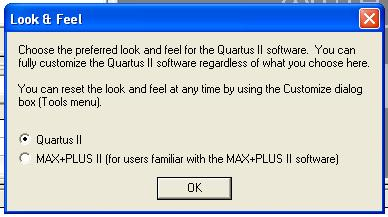 Look & Feel
Choose the preferred look and feel for the Quartus II software.  You can
fully customize the Quartus II software regardless of what you choose here.
You can reset the look and feel at any time by using the Customize dialog
box (Tools menu).
Quartus II
MAX+PLUS II (for users familiar with the MAX+PLUS II software)
OK